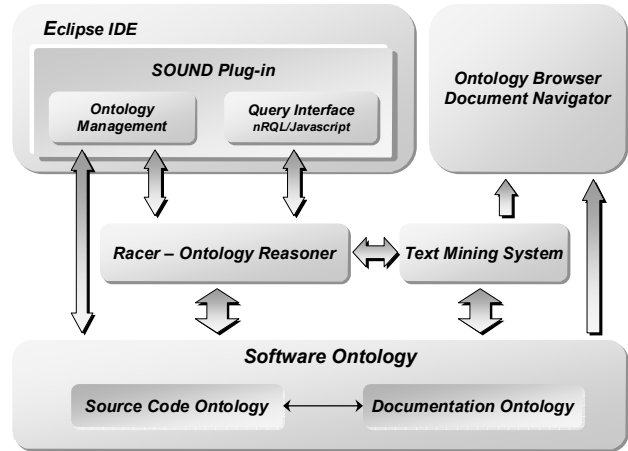 Eclipse IDE
SOUND Plug-in
Ontology
Management
Query Interface
nRQL/Javascript
Ontology Browser
Document Navigator
Racer – Ontology Reasoner
Text Mining System
Software Ontology
Source Code Ontology
Documentation Ontology